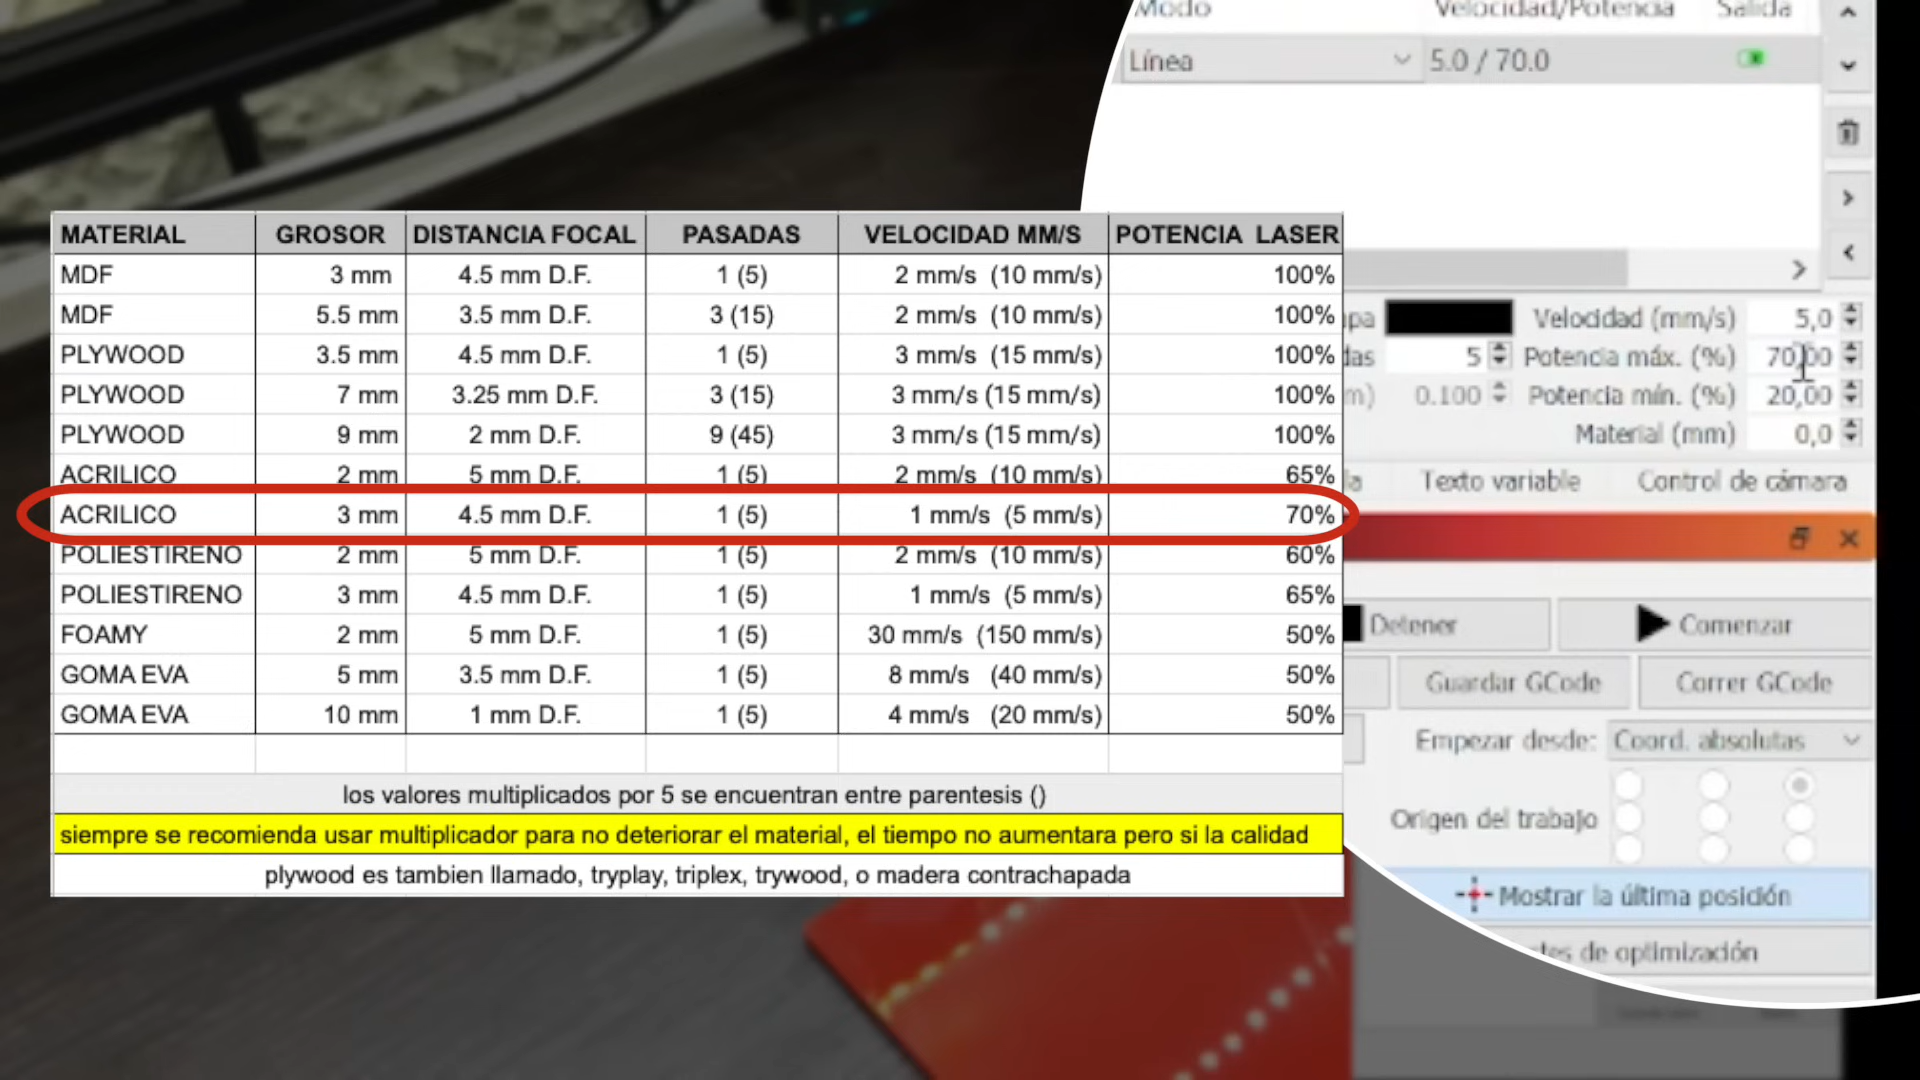 MATERIAL GROSOR DISTANCIA FOCAL PASADAS VELOCIDAD MM/S POTENCIA LASER
MDF 3 mm 4.5 mm D.F. 1 (5) 2 mm/s (10 mm/s) 100%
MDF 5.5 mm 3.5 mm D.F. 3 (15) 2 mm/s (10 mm/s) 100%
PLYWOOD 3.5 mm 4.5 mm D.F. 1 (5) 3 mm/s (15 mm/s) 100%
PLYWOOD 7 mm 3.25 mm D.F. 3 (15) 3 mm/s (15 mm/s) 100%
PLYWOOD 9 mm 2 mm D.F. 9 (45) 3 mm/s (15 mm/s) 100%
ACRILICO 2 mm 5 mm D.F. 1 (5) 2 mm/s (10 mm/s) 65%
ACRILICO 3 mm 4.5 mm D.F. 1 (5) 1 mm/s (5 mm/s) 70%
POLIESTIRENO 2 mm 5 mm D.F. 1 (5) 2 mm/s (10 mm/s) 60%
POLIESTIRENO 3 mm 4.5 mm D.F. 1 (5) 1 mm/s (5 mm/s) 65%
FOAMY 2 mm 5 mm D.F. 1 (5) 30 mm/s (150 mm/s) 50%
GOMA EVA 5 mm 3.5 mm D.F. 1 (5) 8 mm/s (40 mm/s) 50%
GOMA EVA 10 mm 1 mm D.F. 1 (5) 4 mm/s (20 mm/s) 50%
los valores multiplicados por 5 se encuentran entre parentesis ()
siempre se recomienda usar multiplicador para no deteriorar el material, el tiempo no aumentara pero si la calidad
plywood es tambien llamado, tryplay, triplex, trywood, o madera contrachapada
Modo Velocidad/Potencia Salida
Línea 5.0 / 70.0
Velocidad (mm/s) 5,0
5 Potencia máx. (%) 70,00
0.100 Potencia mín. (%) 20,00
Material (mm) 0,0
Texto variable Control de cámara
Detener Comenzar
Guardar GCode Correr GCode
Empezar desde: Coord. absolutas
Origen del trabajo
Mostrar la última posición
de optimización